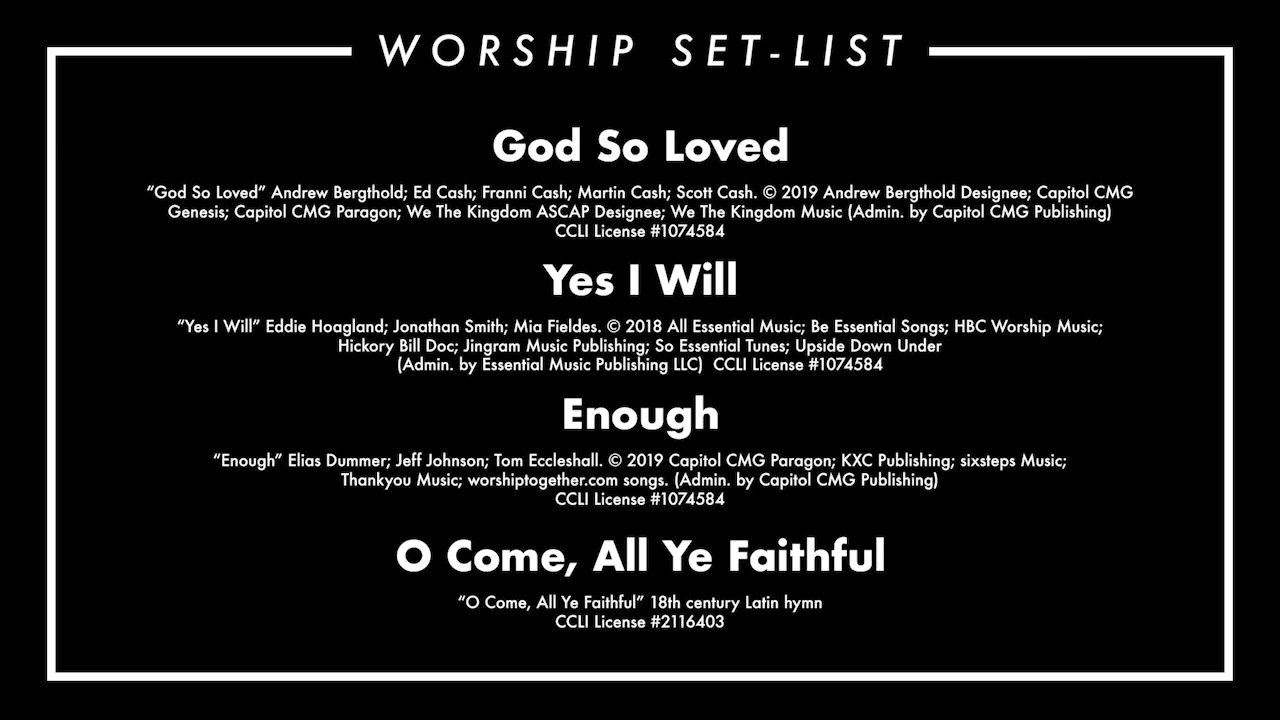 WORSHIP SET-LIST
God So Loved
“God So Loved” Andrew Bergthold; Ed Cash; Franni Cash; Martin Cash; Scott Cash. © 2019 Andrew Bergthold Designee; Capitol CMG
Genesis; Capitol CMG Paragon; We The Kingdom ASCAP Designee; We The Kingdom Music (Admin. by Capitol CMG Publishing)
CCLI License #1074584
Yes I Will
“Yes I Will” Eddie Hoagland; Jonathan Smith; Mia Fieldes. © 2018 All Essential Music; Be Essential Songs; HBC Worship Music;
Hickory Bill Doc; Jingram Music Publishing; So Essential Tunes; Upside Down Under
(Admin. by Essential Music Publishing LLC)  CCLI License #1074584
Enough
“Enough” Elias Dummer; Jeff Johnson; Tom Eccleshall. © 2019 Capitol CMG Paragon; KXC Publishing; sixsteps Music;
Thankyou Music; worshiptogether.com songs. (Admin. by Capitol CMG Publishing)
CCLI License #1074584
O Come, All Ye Faithful
“O Come, All Ye Faithful” 18th century Latin hymn
CCLI License #2116403